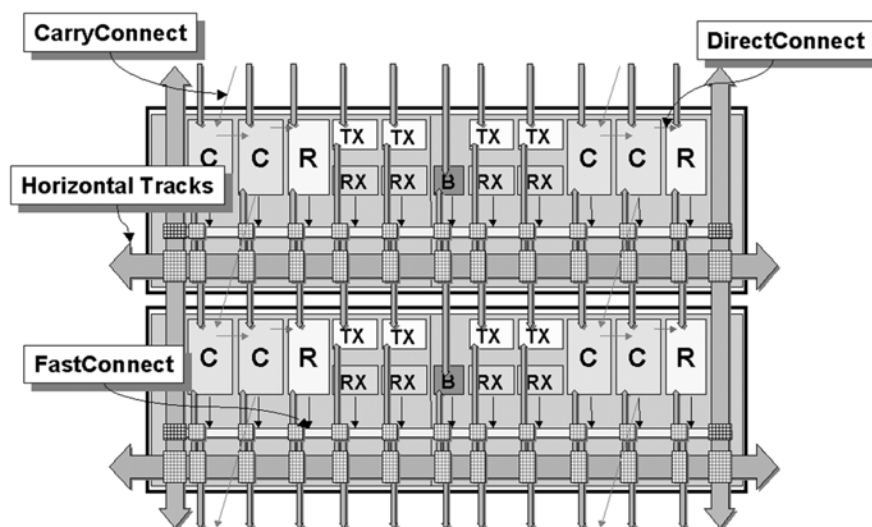 CarryConnect
DirectConnect
C C R TX TX TX TX C C R
RX RX B RX RX
Horizontal Tracks
C C R TX TX TX TX C C R
FastConnect
RX RX B RX RX